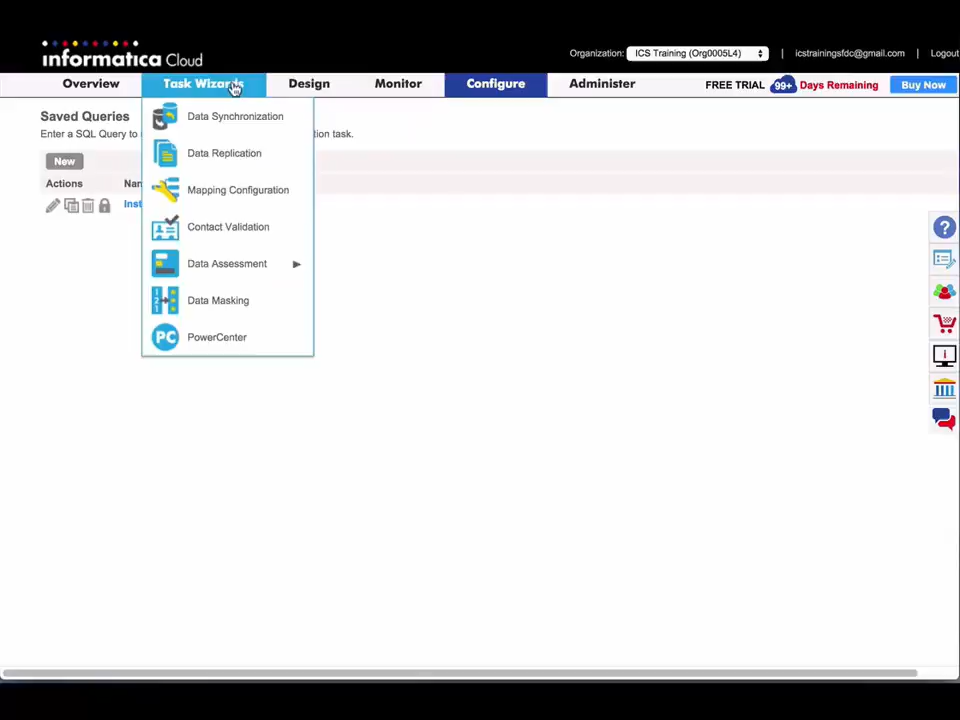 informatica Cloud
Organization: ICS Training (Org0005L4) | icstrainingsfdc@gmail.com | Logout
Overview Task Wizards Design Monitor Configure Administer FREE TRIAL 99+ Days Remaining Buy Now
Saved Queries
Enter a SQL Query to tion task.
New
Actions Nan
Inst
Data Synchronization
Data Replication
Mapping Configuration
Contact Validation
Data Assessment
Data Masking
PC PowerCenter